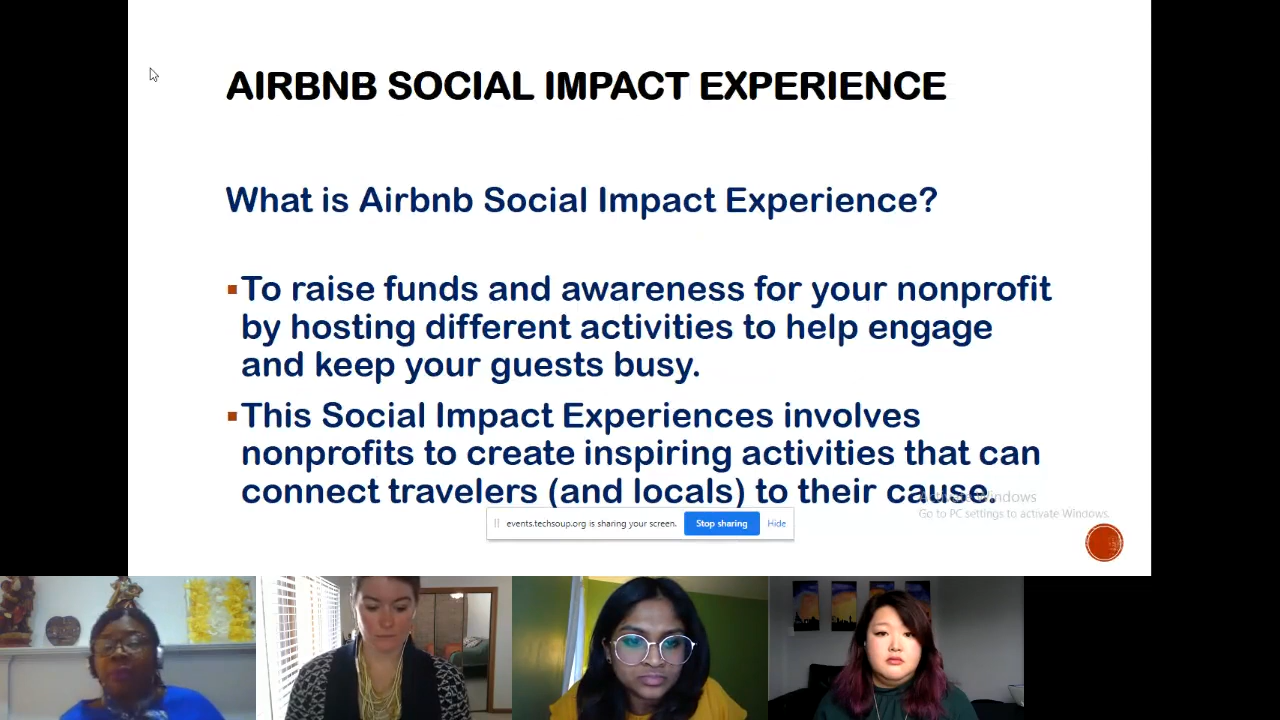 AIRBNB SOCIAL IMPACT EXPERIENCE
What is Airbnb Social Impact Experience?
To raise funds and awareness for your nonprofit
by hosting different activities to help engage
and keep your guests busy.
This Social Impact Experiences involves
nonprofits to create inspiring activities that can
connect travelers (and locals) to their cause.
Activate Windows
Go to PC settings to activate Windows.
events.techsoup.org is sharing your screen.
Stop sharing
Hide